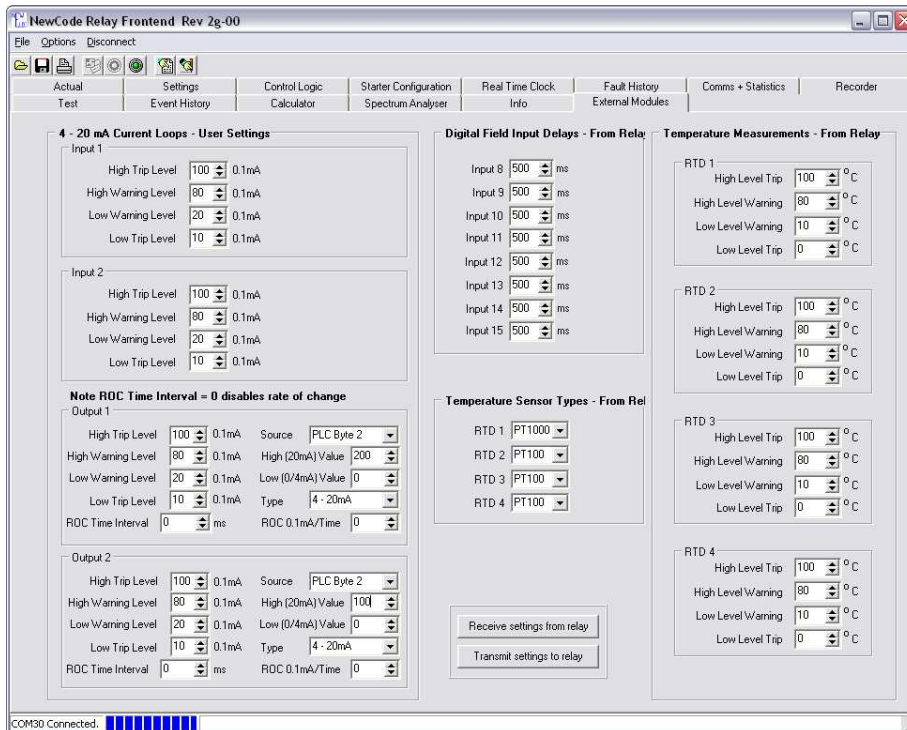 NewCode Relay Frontend Rev 2g-00
File Options Disconnect
Actual Settings Control Logic Starter Configuration Real Time Clock Fault History Comms + Statistics Recorder
Test Event History Calculator Spectrum Analyser Info External Modules
4 - 20 mA Current Loops - User Settings
Input 1
High Trip Level 100 0.1mA
High Warning Level 80 0.1mA
Low Warning Level 20 0.1mA
Low Trip Level 10 0.1mA
Input 2
High Trip Level 100 0.1mA
High Warning Level 80 0.1mA
Low Warning Level 20 0.1mA
Low Trip Level 10 0.1mA
Note ROC Time Interval = 0 disables rate of change
Output 1
High Trip Level 100 0.1mA Source PLC Byte 2
High Warning Level 80 0.1mA High (20mA) Value 200
Low Warning Level 20 0.1mA Low (0/4mA) Value 0
Low Trip Level 10 0.1mA Type 4 - 20mA
ROC Time Interval 0 ms ROC 0.1mA/Time 0
Output 2
High Trip Level 100 0.1mA Source PLC Byte 2
High Warning Level 80 0.1mA High (20mA) Value 100
Low Warning Level 20 0.1mA Low (0/4mA) Value 0
Low Trip Level 10 0.1mA Type 4 - 20mA
ROC Time Interval 0 ms ROC 0.1mA/Time 0
Digital Field Input Delays - From Relay
Input 8 500 ms
Input 9 500 ms
Input 10 500 ms
Input 11 500 ms
Input 12 500 ms
Input 13 500 ms
Input 14 500 ms
Input 15 500 ms
Temperature Sensor Types - From Rel
RTD 1 PT1000
RTD 2 PT100
RTD 3 PT100
RTD 4 PT100
Receive settings from relay
Transmit settings to relay
Temperature Measurements - From Relay
RTD 1
High Level Trip 100 °C
High Level Warning 80 °C
Low Level Warning 10 °C
Low Level Trip 0 °C
RTD 2
High Level Trip 100 °C
High Level Warning 80 °C
Low Level Warning 10 °C
Low Level Trip 0 °C
RTD 3
High Level Trip 100 °C
High Level Warning 80 °C
Low Level Warning 10 °C
Low Level Trip 0 °C
RTD 4
High Level Trip 100 °C
High Level Warning 80 °C
Low Level Warning 10 °C
Low Level Trip 0 °C
COM30 Connected.